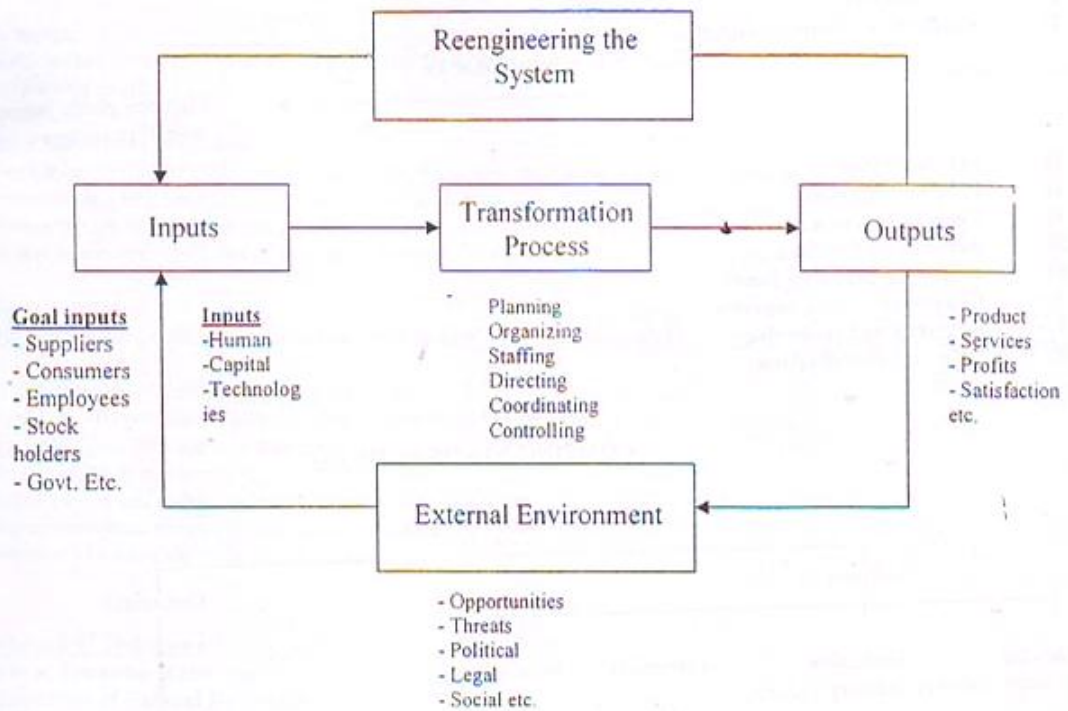 Reengineering the
System
Inputs
Transformation
Process
Outputs
Goal inputs
- Suppliers
- Consumers
- Employees
- Stock
holders
- Govt. Etc.
Inputs
-Human
-Capital
-Technolog
ies
Planning
Organizing
Staffing
Directing
Coordinating
Controlling
- Product
- Services
- Profits
- Satisfaction
etc.
External Environment
- Opportunities
- Threats
- Political
- Legal
- Social etc.